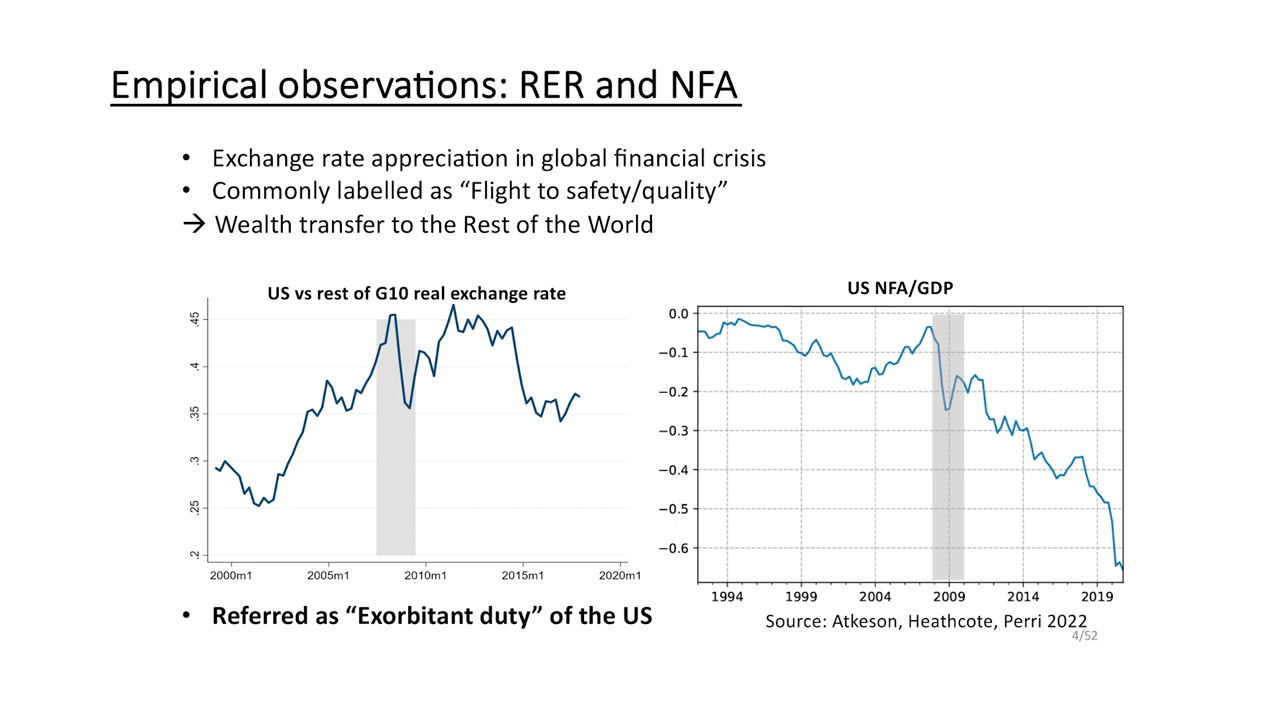 Empirical observations: RER and NFA
• Exchange rate appreciation in global financial crisis
• Commonly labelled as “Flight to safety/quality”
→ Wealth transfer to the Rest of the World
US vs rest of G10 real exchange rate
.45
.4
.35
.3
.25
.2
2000m1 2005m1 2010m1 2015m1 2020m1
US NFA/GDP
0.0
−0.1
−0.2
−0.3
−0.4
−0.5
−0.6
1994 1999 2004 2009 2014 2019
• Referred as “Exorbitant duty” of the US
Source: Atkeson, Heathcote, Perri 2022
4/52